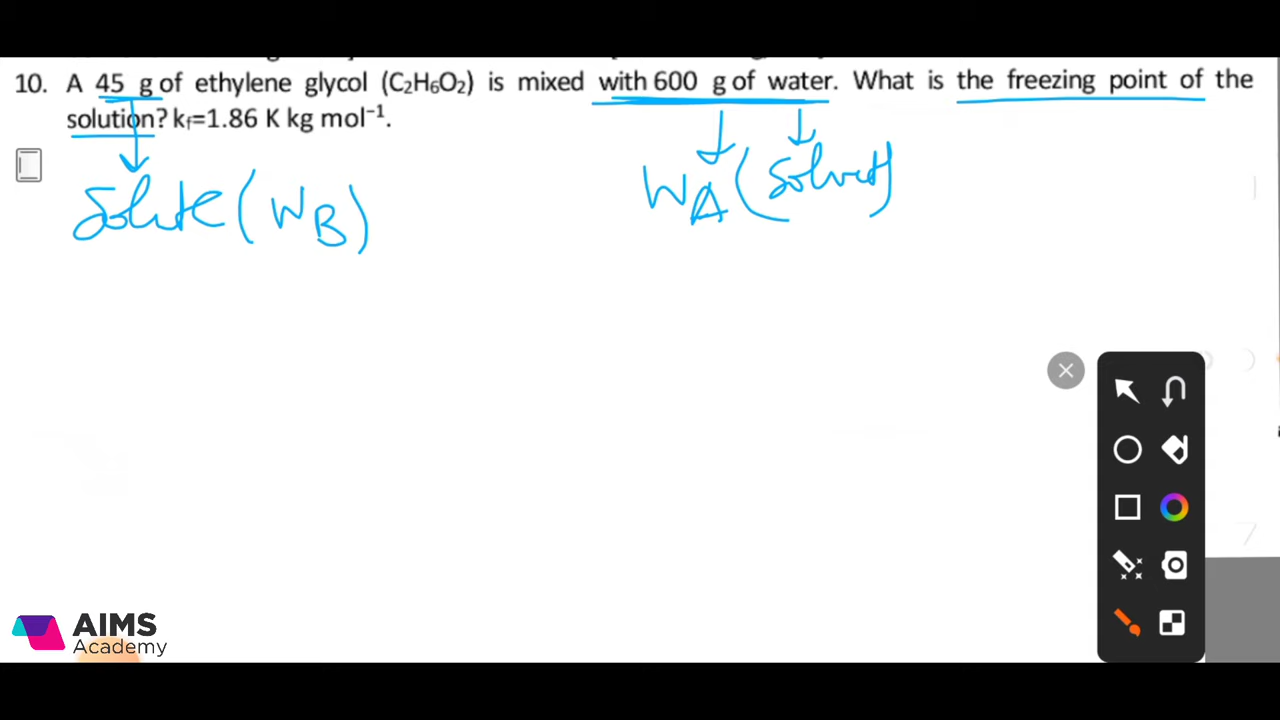 10. A 45 g of ethylene glycol (C₂H₆O₂) is mixed with 600 g of water. What is the freezing point of the
solution? kf=1.86 K kg mol⁻¹.
Solute (WB)
WA (Solvent)
AIMS
Academy